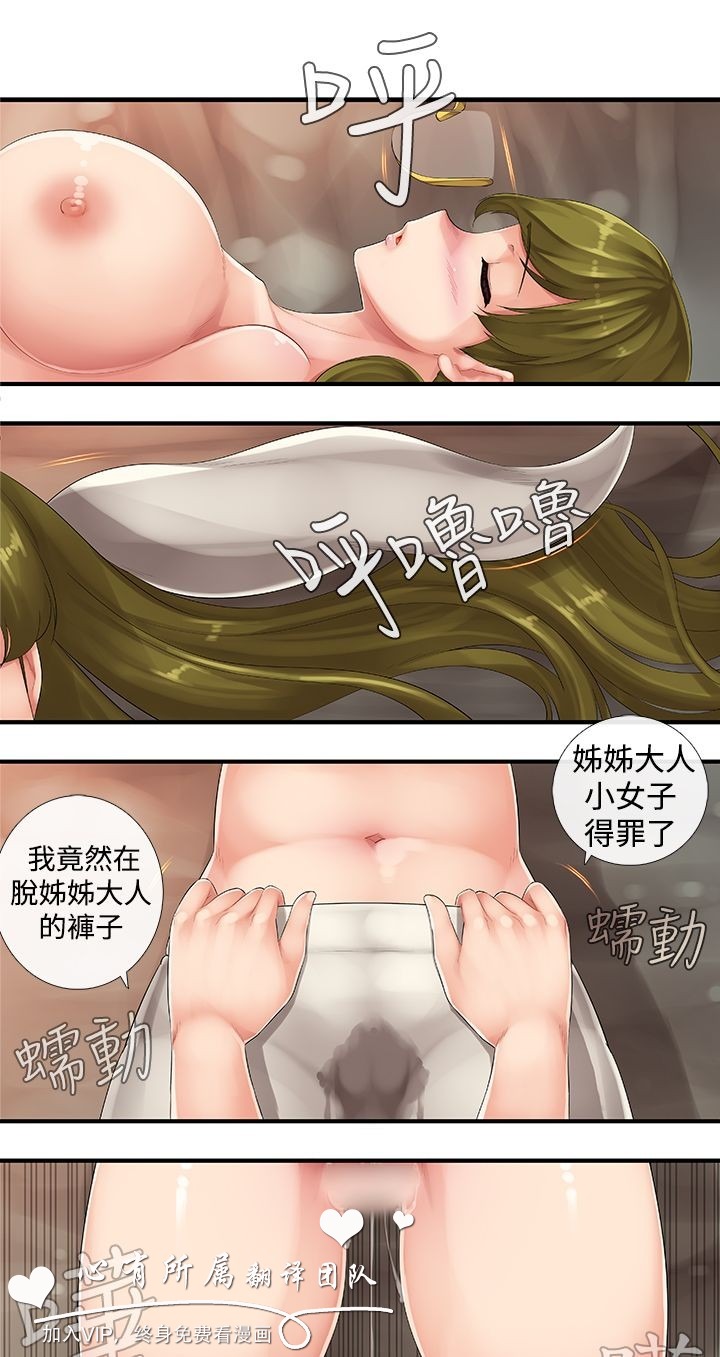 呼
呼嚕嚕
姊姊大人
小女子
得罪了
我竟然在
脫姊姊大人
的褲子
蠕動
蠕動
心有所属翻译团队
加入VIP，终身免费看漫画